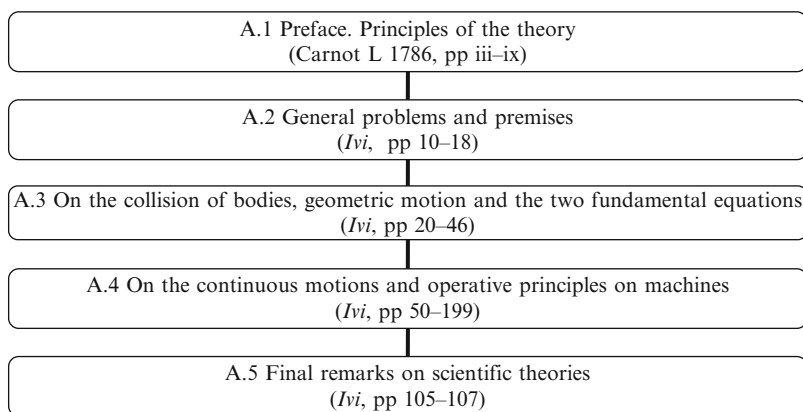 A.1 Preface. Principles of the theory
(Carnot L 1786, pp iii–ix)
A.2 General problems and premises
(Ivi, pp 10–18)
A.3 On the collision of bodies, geometric motion and the two fundamental equations
(Ivi, pp 20–46)
A.4 On the continuous motions and operative principles on machines
(Ivi, pp 50–199)
A.5 Final remarks on scientific theories
(Ivi, pp 105–107)